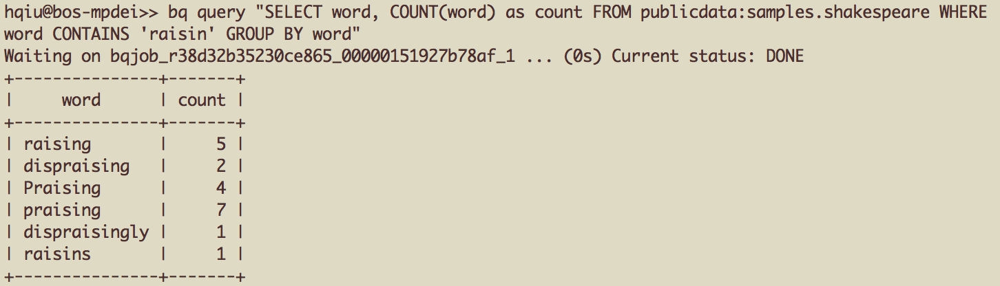 hqiu@bos-mpdei>> bq query "SELECT word, COUNT(word) as count FROM publicdata:samples.shakespeare WHERE
word CONTAINS 'raisin' GROUP BY word"
Waiting on bqjob_r38d32b35230ce865_00000151927b78af_1 ... (0s) Current status: DONE
+---------------+-------+
|     word      | count |
+---------------+-------+
| raising       |     5 |
| dispraising   |     2 |
| Praising      |     4 |
| praising      |     7 |
| dispraisingly |     1 |
| raisins       |     1 |
+---------------+-------+